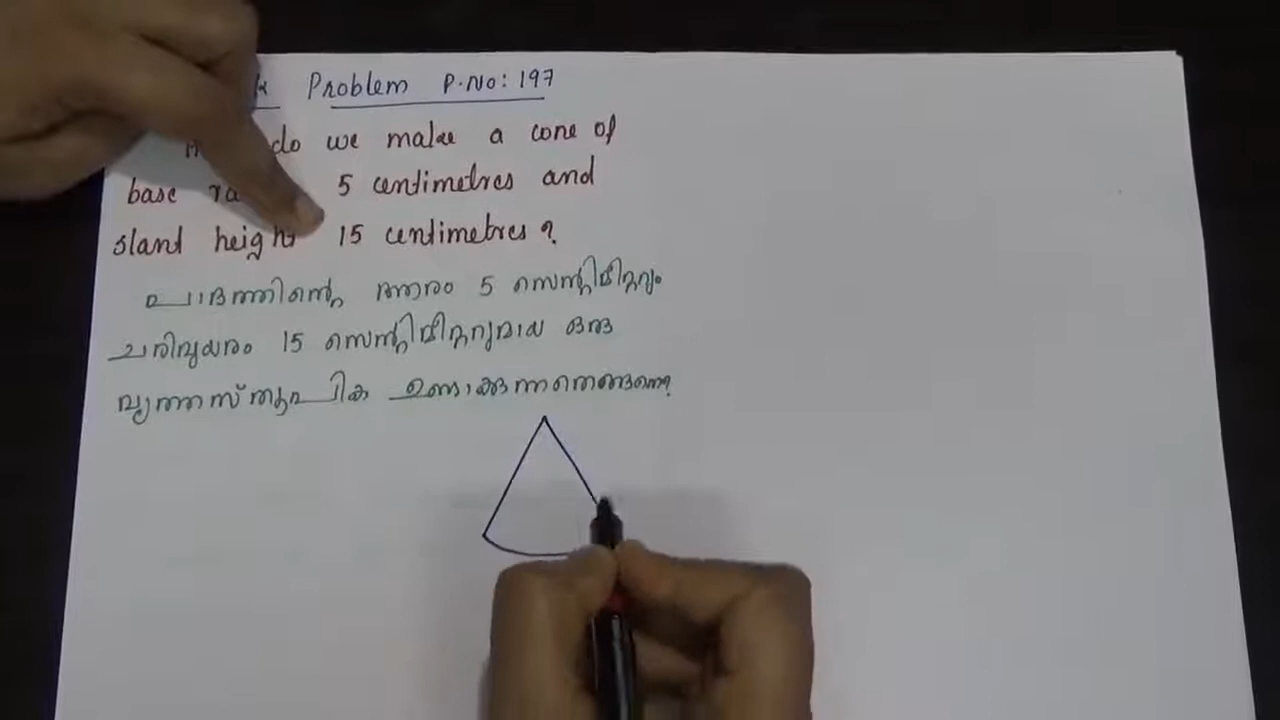 Problem P.No: 197
do we make a cone of
base 5 centimetres and
slant height 15 centimetres?
പാദത്തിന്റെ ആരം 5 സെന്റിമീറ്ററും
ചരിവുയരം 15 സെന്റിമീറ്ററുമായ ഒരു
വൃത്തസ്തൂപിക ഉണ്ടാക്കുന്നതെങ്ങനെ?